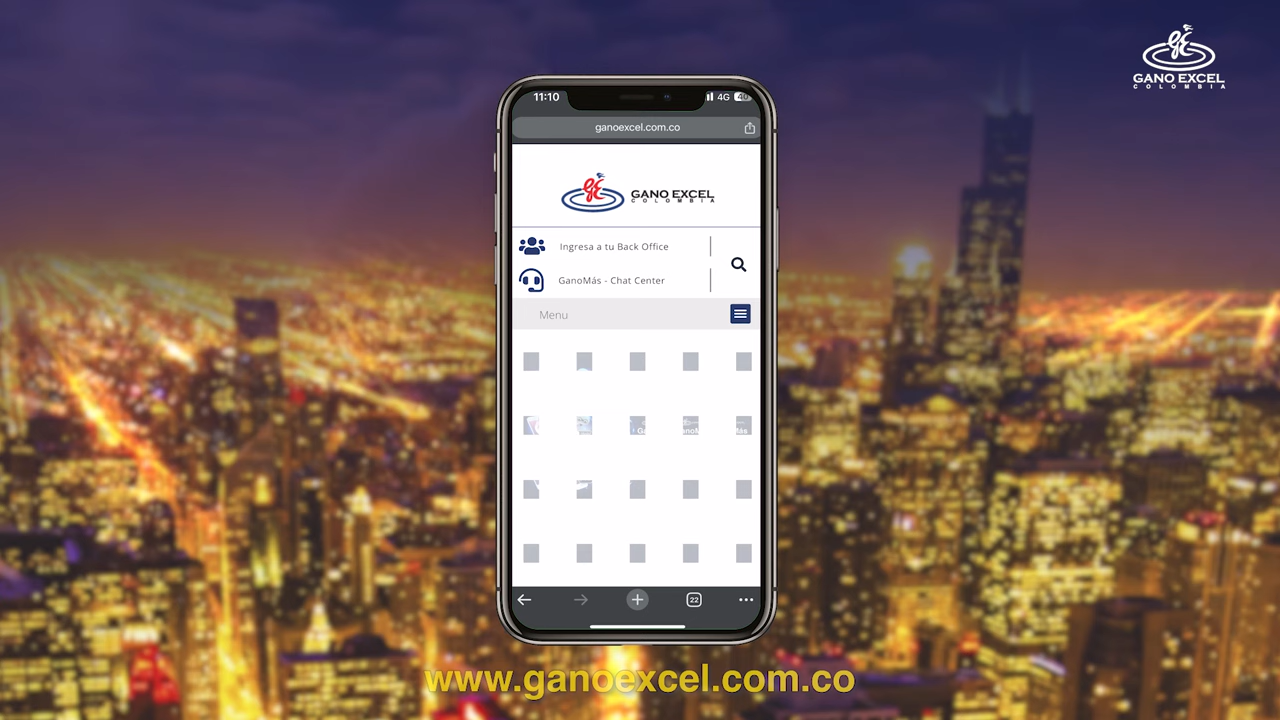 GANO EXCEL
COLOMBIA
11:10
4G
ganoexcel.com.co
GANO EXCEL
COLOMBIA
Ingresa a tu Back Office
GanoMás - Chat Center
Menu
22
www.ganoexcel.com.co